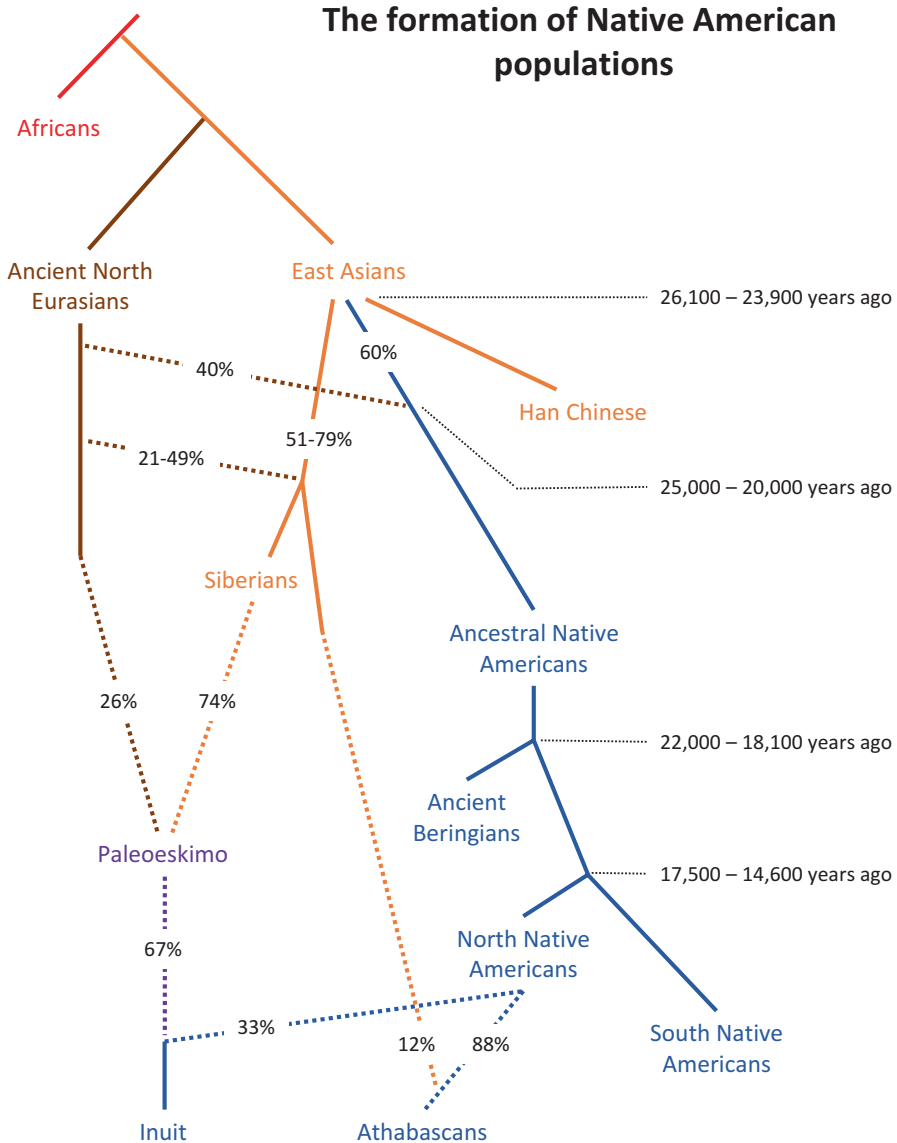 The formation of Native American
populations
Africans
Ancient North
Eurasians
East Asians
26,100 – 23,900 years ago
60%
40%
Han Chinese
51-79%
21-49%
25,000 – 20,000 years ago
Siberians
Ancestral Native
Americans
26%
74%
22,000 – 18,100 years ago
Ancient
Beringians
Paleoeskimo
17,500 – 14,600 years ago
67%
North Native
Americans
33%
12%
88%
South Native
Americans
Inuit
Athabascans